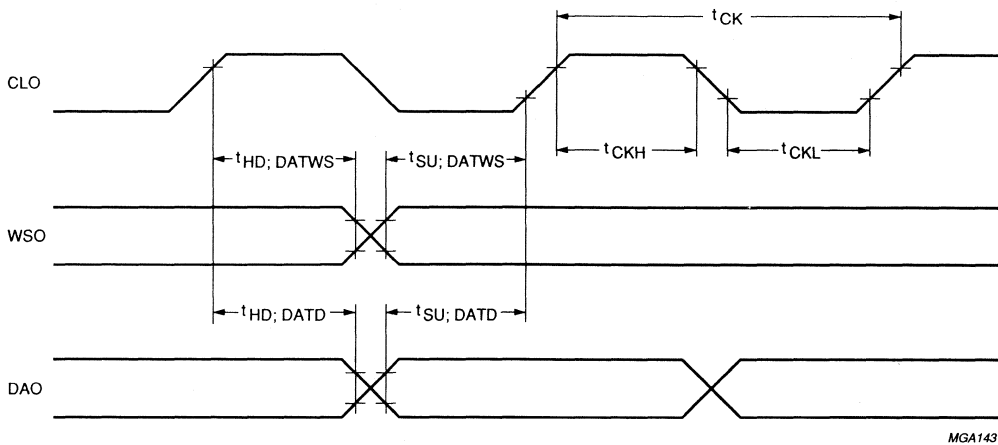 t CK
CLO
t HD; DATWS
t SU; DATWS
t CKH
t CKL
WSO
t HD; DATD
t SU; DATD
DAO
MGA143